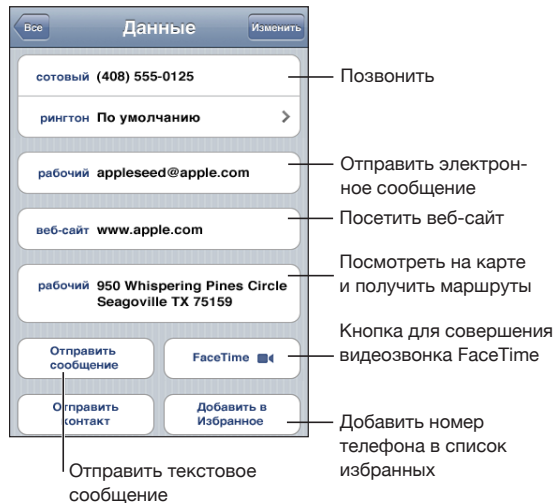 Все
Данные
Изменить
сотовый (408) 555-0125
Позвонить
рингтон По умолчанию
рабочий appleseed@apple.com
Отправить электрон-
ное сообщение
веб-сайт www.apple.com
Посетить веб-сайт
рабочий 950 Whispering Pines Circle
Seagoville TX 75159
Посмотреть на карте
и получить маршруты
Отправить
сообщение
FaceTime
Кнопка для совершения
видеозвонка FaceTime
Отправить
контакт
Добавить в
Избранное
Добавить номер
телефона в список
избранных
Отправить текстовое
сообщение